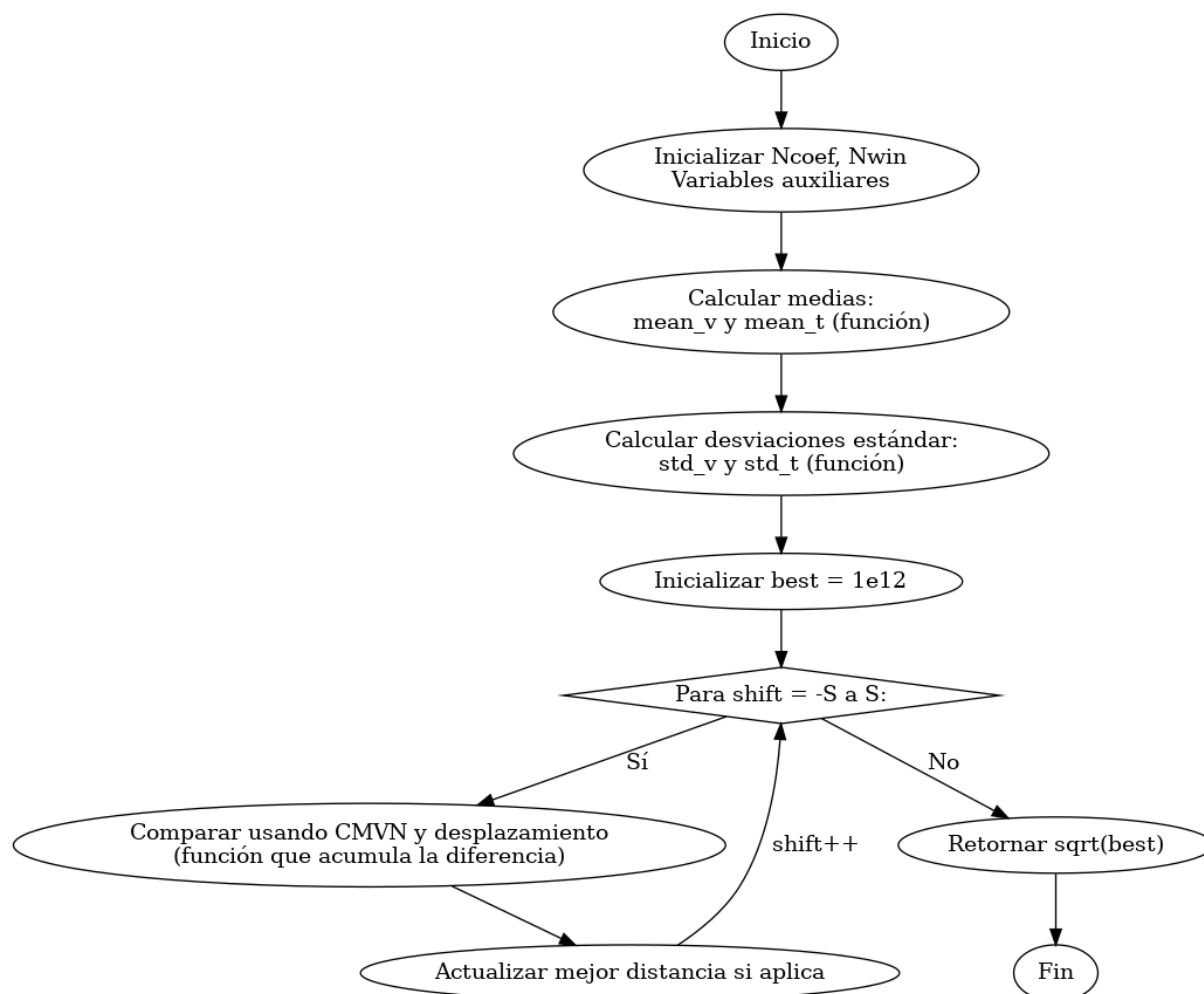 Inicio
Inicializar Ncoef, Nwin
Variables auxiliares
Calcular medias:
mean_v y mean_t (función)
Calcular desviaciones estándar:
std_v y std_t (función)
Inicializar best = 1e12
Para shift = -S a S:
Sí
No
Comparar usando CMVN y desplazamiento
(función que acumula la diferencia)
shift++
Retornar sqrt(best)
Actualizar mejor distancia si aplica
Fin